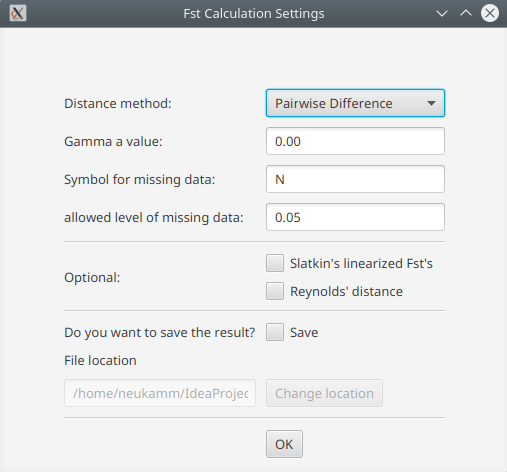 Fst Calculation Settings
Distance method: Pairwise Difference
Gamma a value: 0.00
Symbol for missing data: N
allowed level of missing data: 0.05
Optional: Slatkin's linearized Fst's
Reynolds' distance
Do you want to save the result? Save
File location
/home/neukamm/IdeaProjec Change location
OK